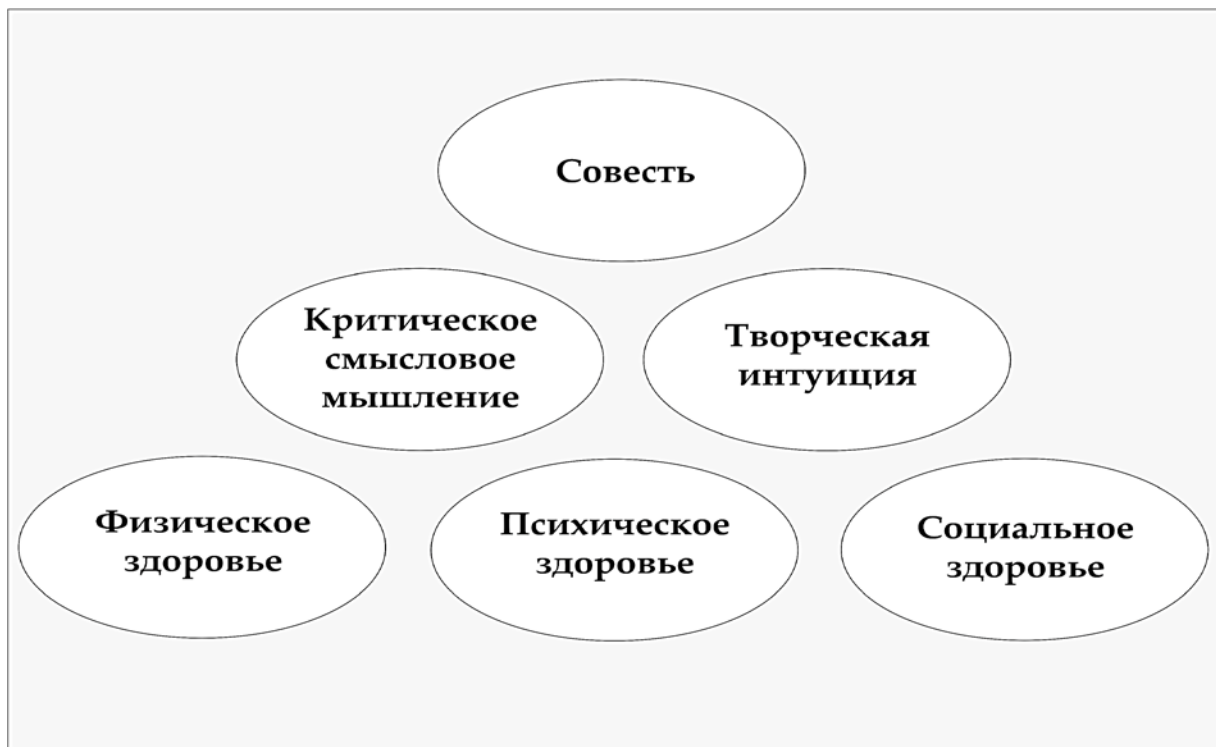 Совесть
Критическое
смысловое
мышление
Творческая
интуиция
Физическое
здоровье
Психическое
здоровье
Социальное
здоровье